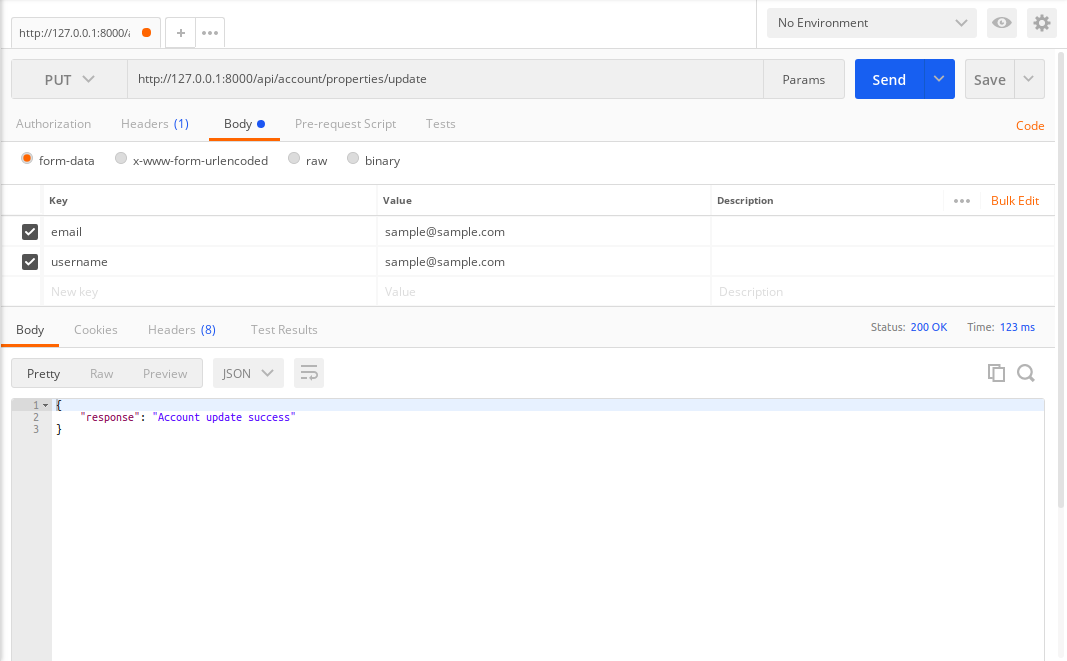 http://127.0.0.1:8000/a
No Environment
PUT http://127.0.0.1:8000/api/account/properties/update Params Send Save
Authorization Headers (1) Body Pre-request Script Tests Code
form-data x-www-form-urlencoded raw binary
Key Value Description Bulk Edit
email sample@sample.com
username sample@sample.com
New key Value Description
Body Cookies Headers (8) Test Results Status: 200 OK Time: 123 ms
Pretty Raw Preview JSON
1 {
2 "response": "Account update success"
3 }